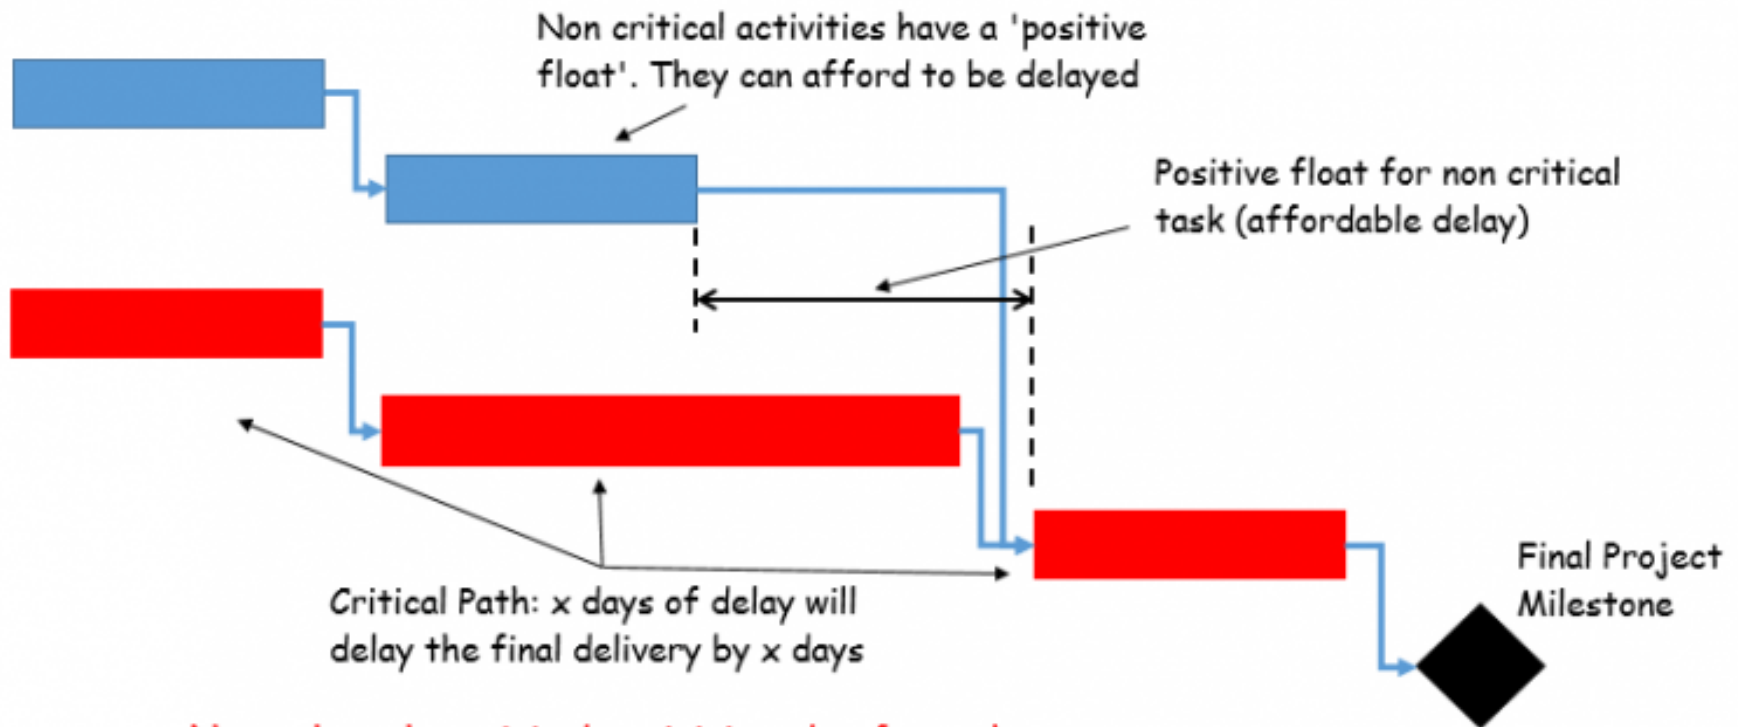 Non critical activities have a 'positive
float'. They can afford to be delayed
Positive float for non critical
task (affordable delay)
Critical Path: x days of delay will
delay the final delivery by x days
Final Project
Milestone